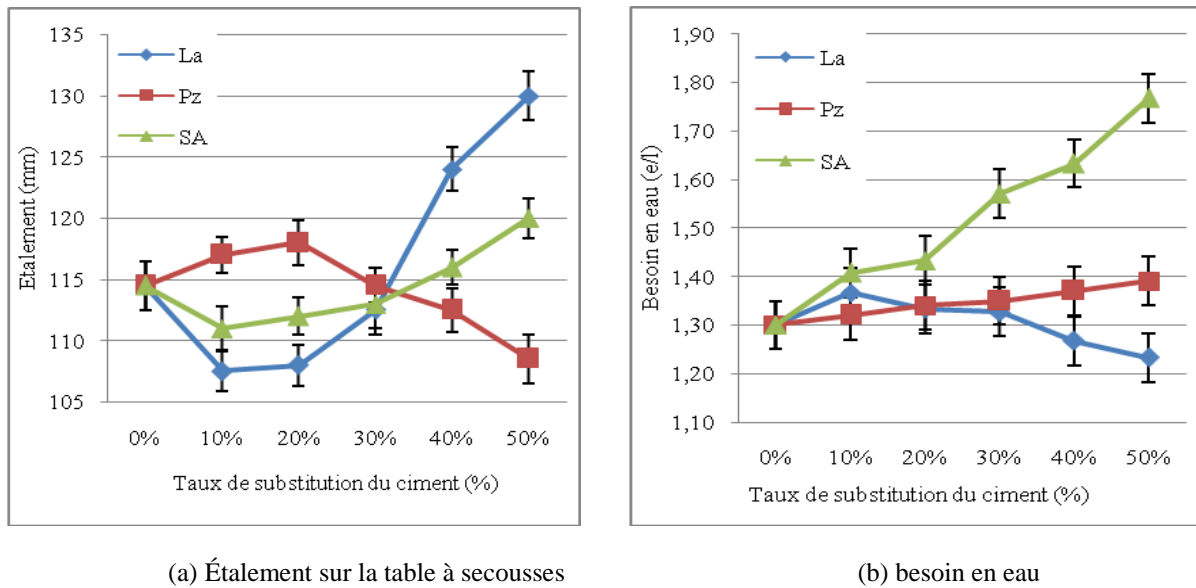 135
130
125
120
115
110
105
Etalement (mm)
La
Pz
SA
0% 10% 20% 30% 40% 50%
Taux de substitution du ciment (%)
1,90
1,80
1,70
1,60
1,50
1,40
1,30
1,20
1,10
Besoin en eau (e/l)
La
Pz
SA
0% 10% 20% 30% 40% 50%
Taux de substitution du ciment (%)
(a) Étalement sur la table à secousses
(b) besoin en eau